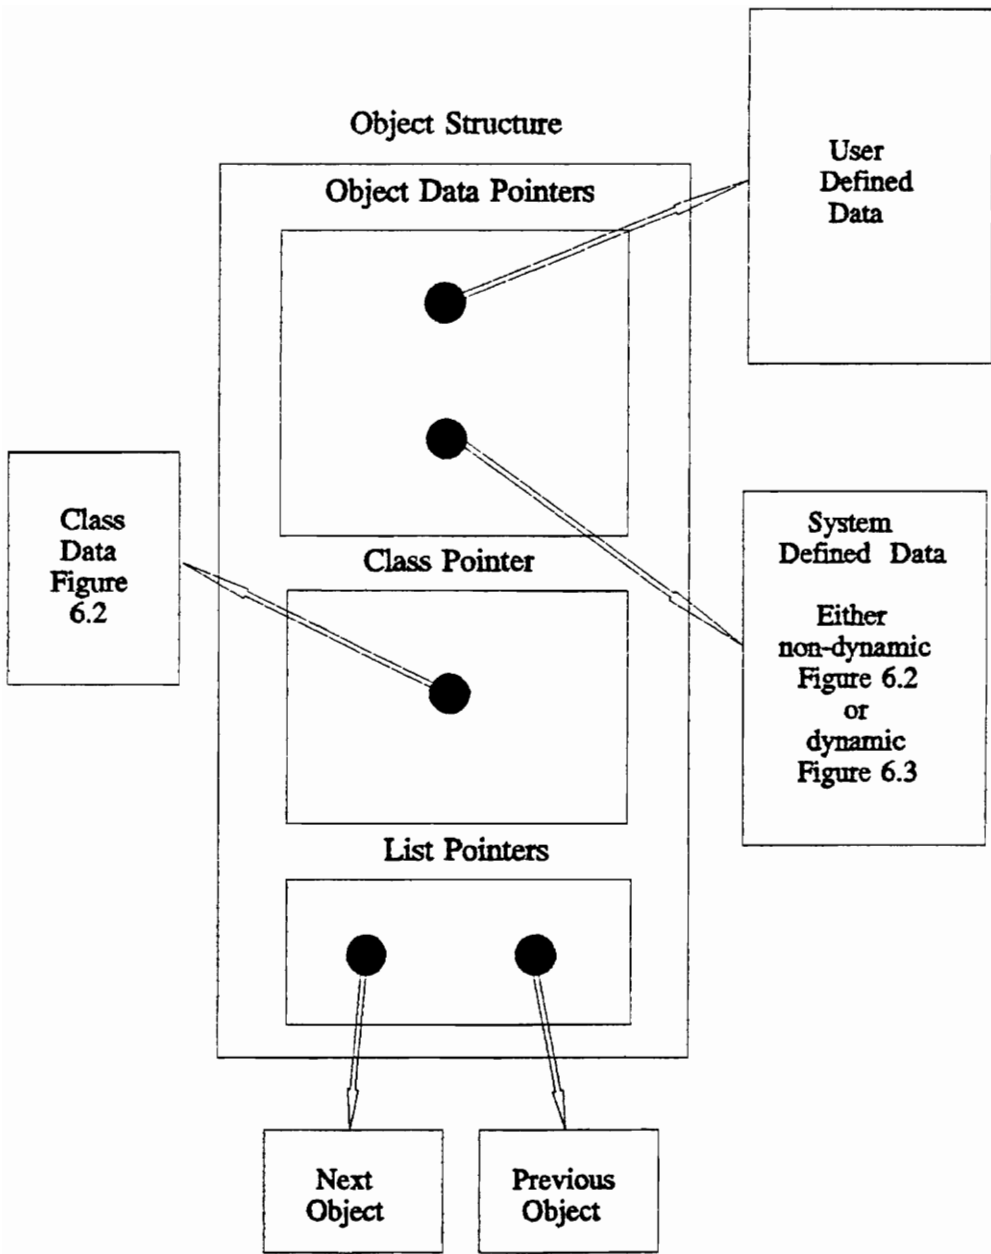 Object Structure
Object Data Pointers
User
Defined
Data
Class
Data
Figure
6.2
Class Pointer
System
Defined Data
Either
non-dynamic
Figure 6.2
or
dynamic
Figure 6.3
List Pointers
Next
Object
Previous
Object